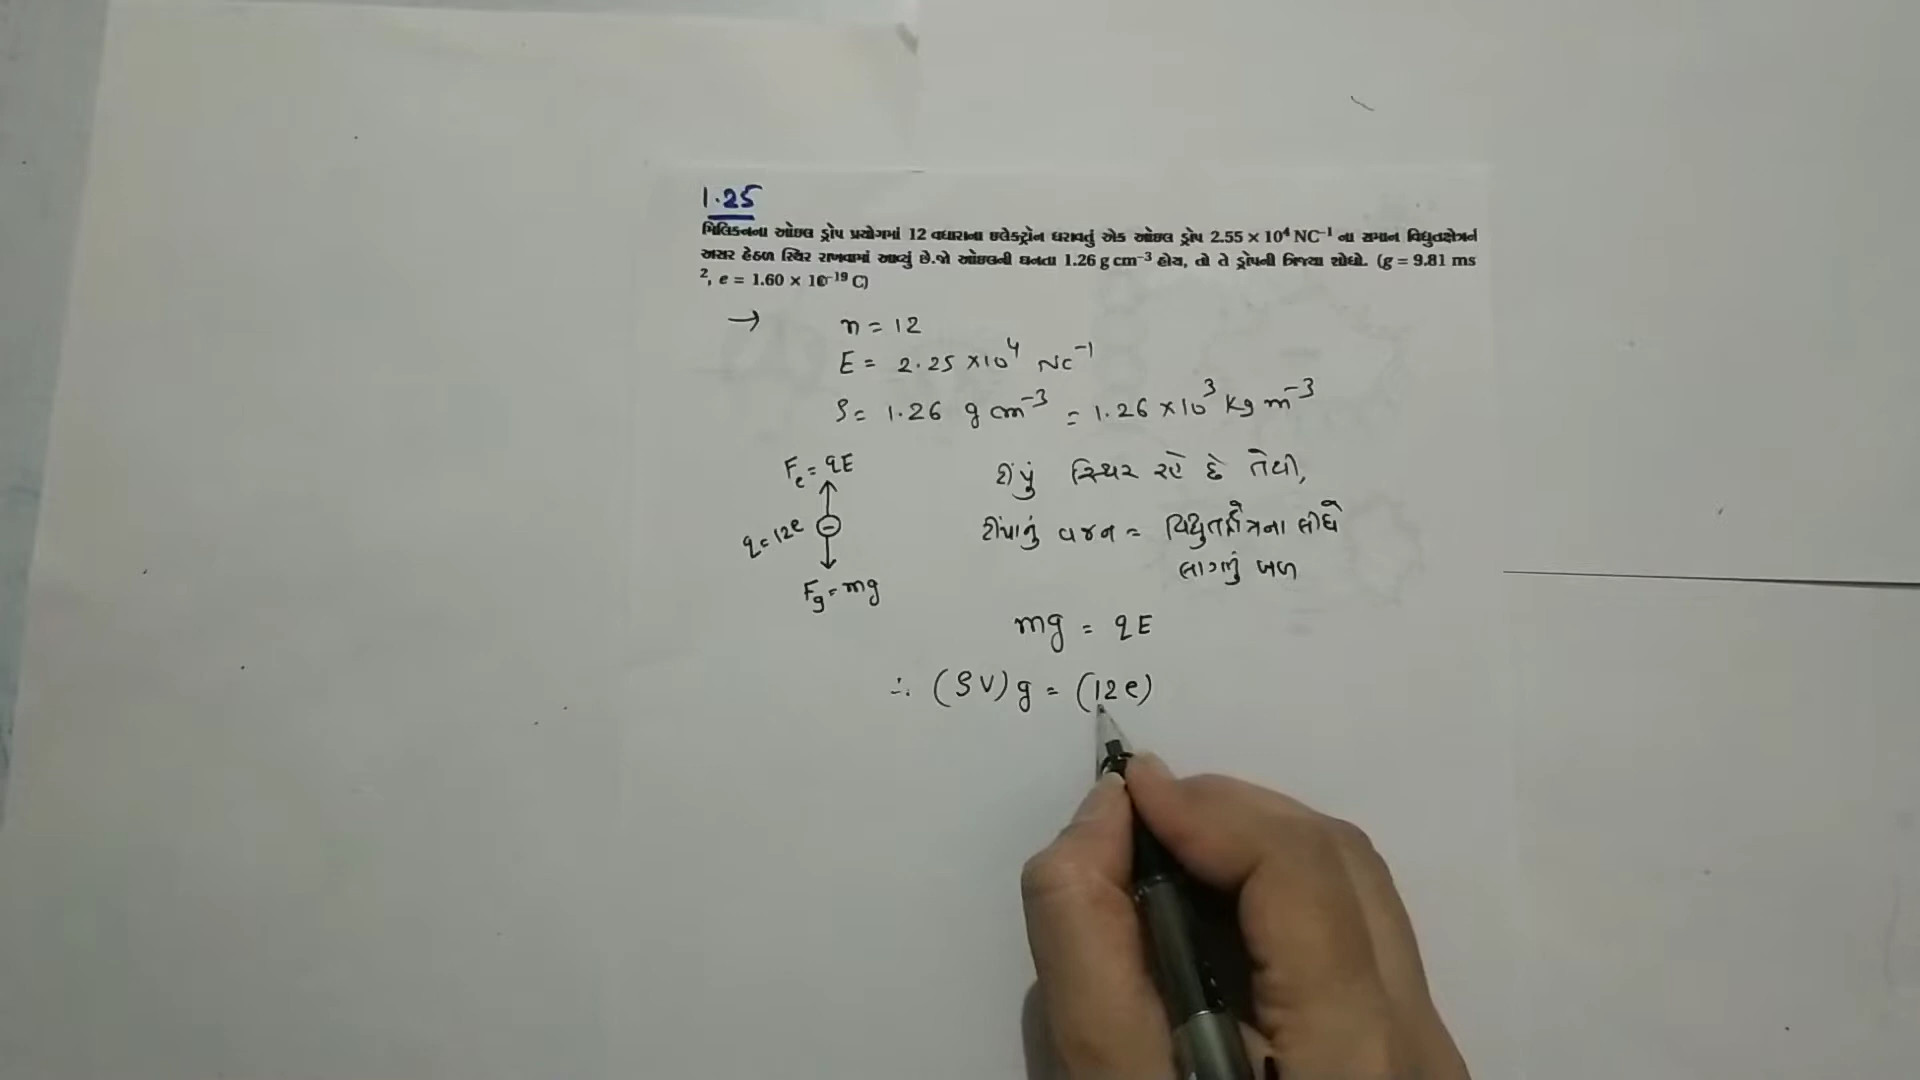 1.25
મિલિકનના ઑઇલ ડ્રોપ પ્રયોગમાં 12 વધારાના ઇલેક્ટ્રોન ધરાવતું એક ઑઇલ ડ્રોપ 2.55 × 10⁴ NC⁻¹ ના સમાન વિદ્યુતક્ષેત્રની
અસર હેઠળ સ્થિર રાખવામાં આવ્યું છે.જો ઑઇલની ઘનતા 1.26 g cm⁻³ હોય, તો તે ડ્રોપની ત્રિજ્યા શોધો. (g = 9.81 ms
², e = 1.60 × 10⁻¹⁹ C)
→ n = 12
E = 2.25 × 10⁴ NC⁻¹
ρ = 1.26 g cm⁻³ = 1.26 × 10³ kg m⁻³
Fe = qE
ટીંપું સ્થિર રહે છે તેથી,
q = 12e
ટીંપાનું વજન = વિદ્યુતક્ષેત્રના લીધે
લાગતું બળ
Fg = mg
mg = qE
∴ (ρV) g = (12e)